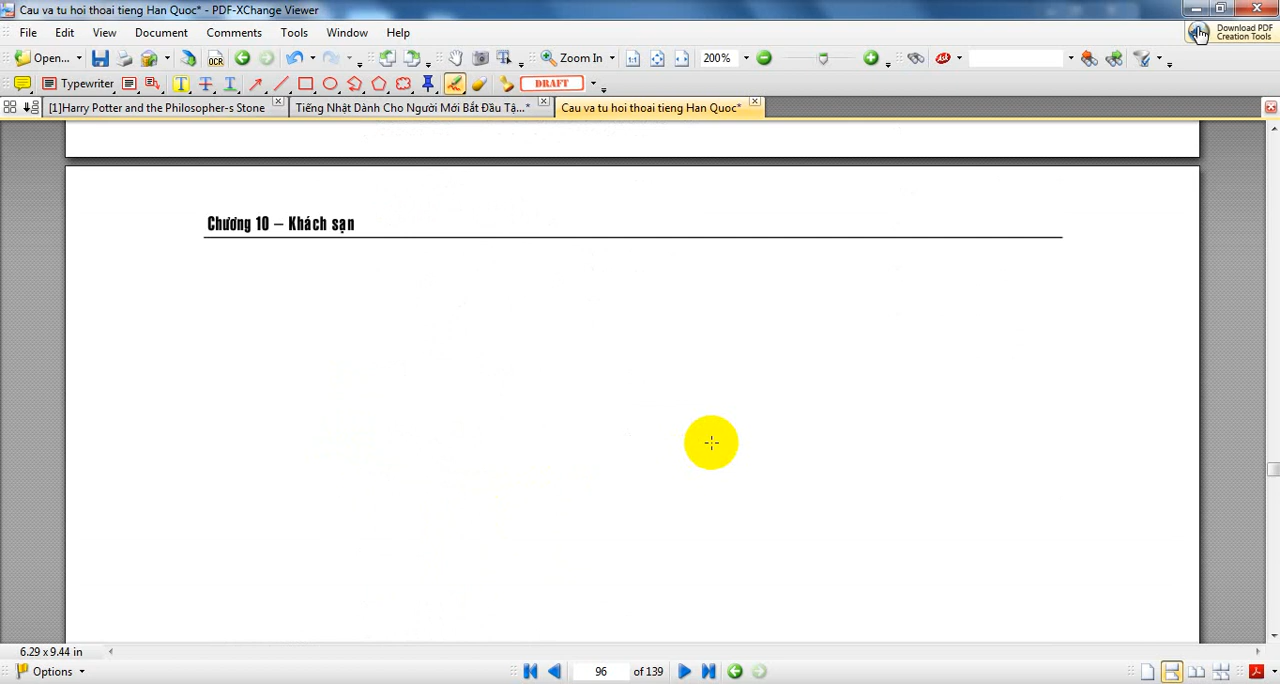 Cau va tu hoi thoai tieng Han Quoc* - PDF-XChange Viewer
File Edit View Document Comments Tools Window Help
Download PDF
Creation Tools
Open... OCR Zoom In 200%
Typewriter DRAFT
[1]Harry Potter and the Philosopher-s Stone Tiếng Nhật Dành Cho Người Mới Bắt Đầu Tậ...* Cau va tu hoi thoai tieng Han Quoc*
Chương 10 – Khách sạn
6.29 x 9.44 in
Options 96 of 139